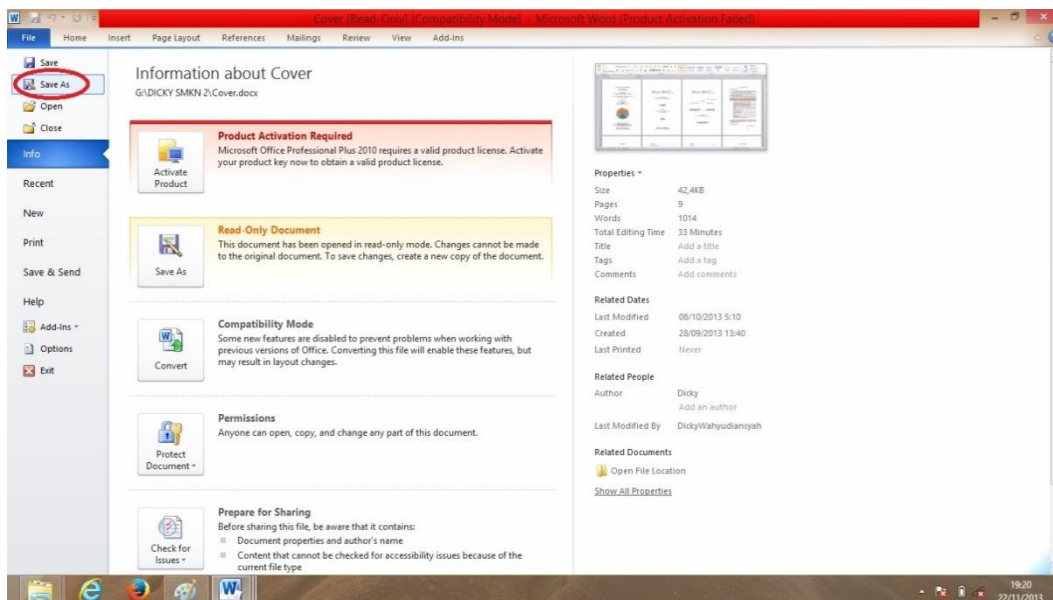 Cover [Read-Only] [Compatibility Mode] - Microsoft Word (Product Activation Failed)
File Home Insert Page Layout References Mailings Review View Add-Ins
Save
Save As
Open
Close
Info
Recent
New
Print
Save & Send
Help
Add-Ins
Options
Exit
Information about Cover
G:\DICKY SMKN 2\Cover.docx
Activate Product
Product Activation Required
Microsoft Office Professional Plus 2010 requires a valid product license. Activate
your product key now to obtain a valid product license.
Save As
Read-Only Document
This document has been opened in read-only mode. Changes cannot be made
to the original document. To save changes, create a new copy of the document.
Convert
Compatibility Mode
Some new features are disabled to prevent problems when working with
previous versions of Office. Converting this file will enable these features, but
may result in layout changes.
Protect Document
Permissions
Anyone can open, copy, and change any part of this document.
Check for Issues
Prepare for Sharing
Before sharing this file, be aware that it contains:
Document properties and author's name
Content that cannot be checked for accessibility issues because of the
current file type
Properties
Size 42,4KB
Pages 9
Words 1014
Total Editing Time 33 Minutes
Title Add a title
Tags Add a tag
Comments Add comments
Related Dates
Last Modified 08/10/2013 5:10
Created 28/09/2013 13:40
Last Printed Never
Related People
Author Dicky
Add an author
Last Modified By DickyWahyudiansyah
Related Documents
Open File Location
Show All Properties
19:20
22/11/2013